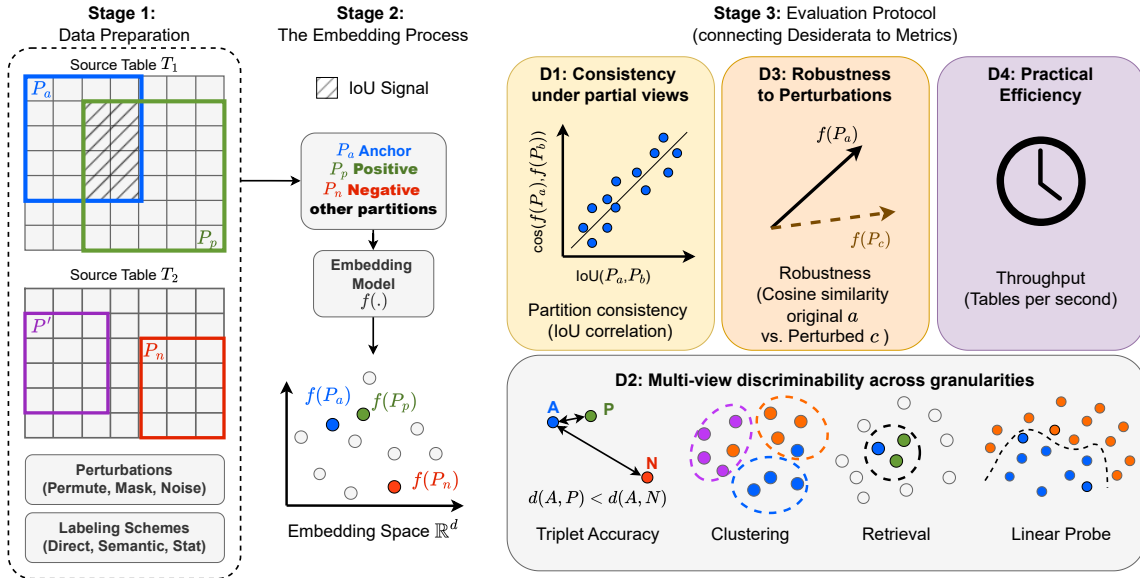 Stage 1:
Data Preparation
Source Table T₁
Pₐ
Pₚ
Source Table T₂
P′
Pₙ
Perturbations
(Permute, Mask, Noise)
Labeling Schemes
(Direct, Semantic, Stat)
Stage 2:
The Embedding Process
IoU Signal
Pₐ Anchor
Pₚ Positive
Pₙ Negative
other partitions
Embedding
Model
f(.)
f(Pₐ)
f(Pₚ)
f(Pₙ)
Embedding Space ℝᵈ
Stage 3: Evaluation Protocol
(connecting Desiderata to Metrics)
D1: Consistency
under partial views
cos(f(Pₐ),f(P_b))
IoU(Pₐ,P_b)
Partition consistency
(IoU correlation)
D3: Robustness
to Perturbations
f(Pₐ)
f(P_c)
Robustness
(Cosine similarity
original a
vs. Perturbed c )
D4: Practical
Efficiency
Throughput
(Tables per second)
D2: Multi-view discriminability across granularities
A
P
N
d(A, P) < d(A, N)
Triplet Accuracy
Clustering
Retrieval
Linear Probe